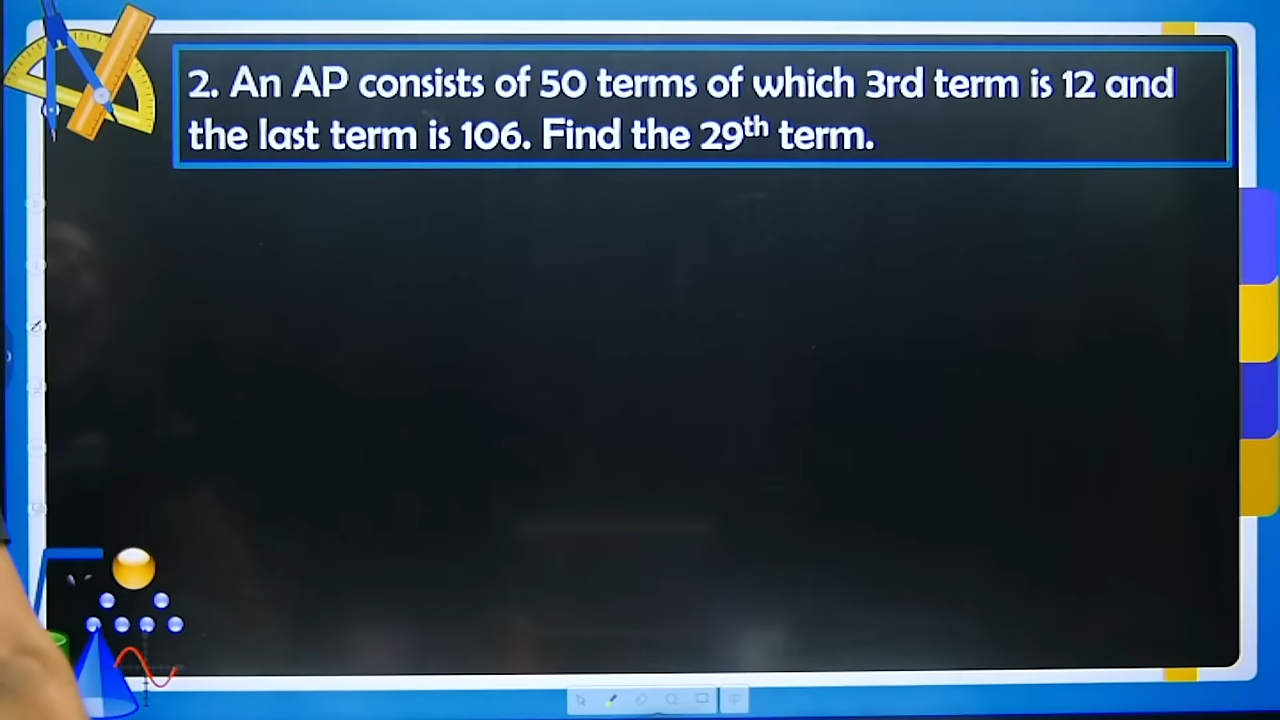 2. An AP consists of 50 terms of which 3rd term is 12 and
the last term is 106. Find the 29th term.